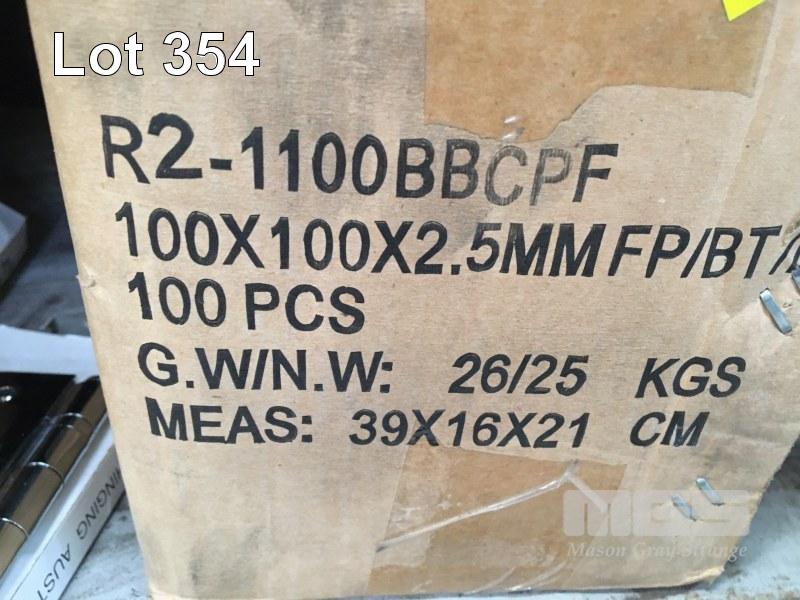 Lot 354
R2-1100BBCPF
100X100X2.5MM FP/BT/
100 PCS
G.W/N.W: 26/25 KGS
MEAS: 39X16X21 CM
MGS
Mason Gray Strange